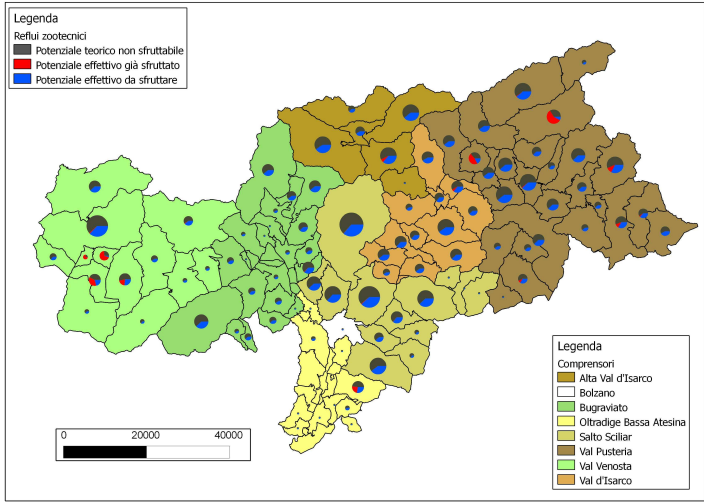 Legenda
Reflui zootecnici
Potenziale teorico non sfruttabile
Potenziale effettivo già sfruttato
Potenziale effettivo da sfruttare
Legenda
Comprensori
Alta Val d'Isarco
Bolzano
Bugraviato
Oltradige Bassa Atesina
Salto Sciliar
Val Pusteria
Val Venosta
Val d'Isarco
0 20000 40000